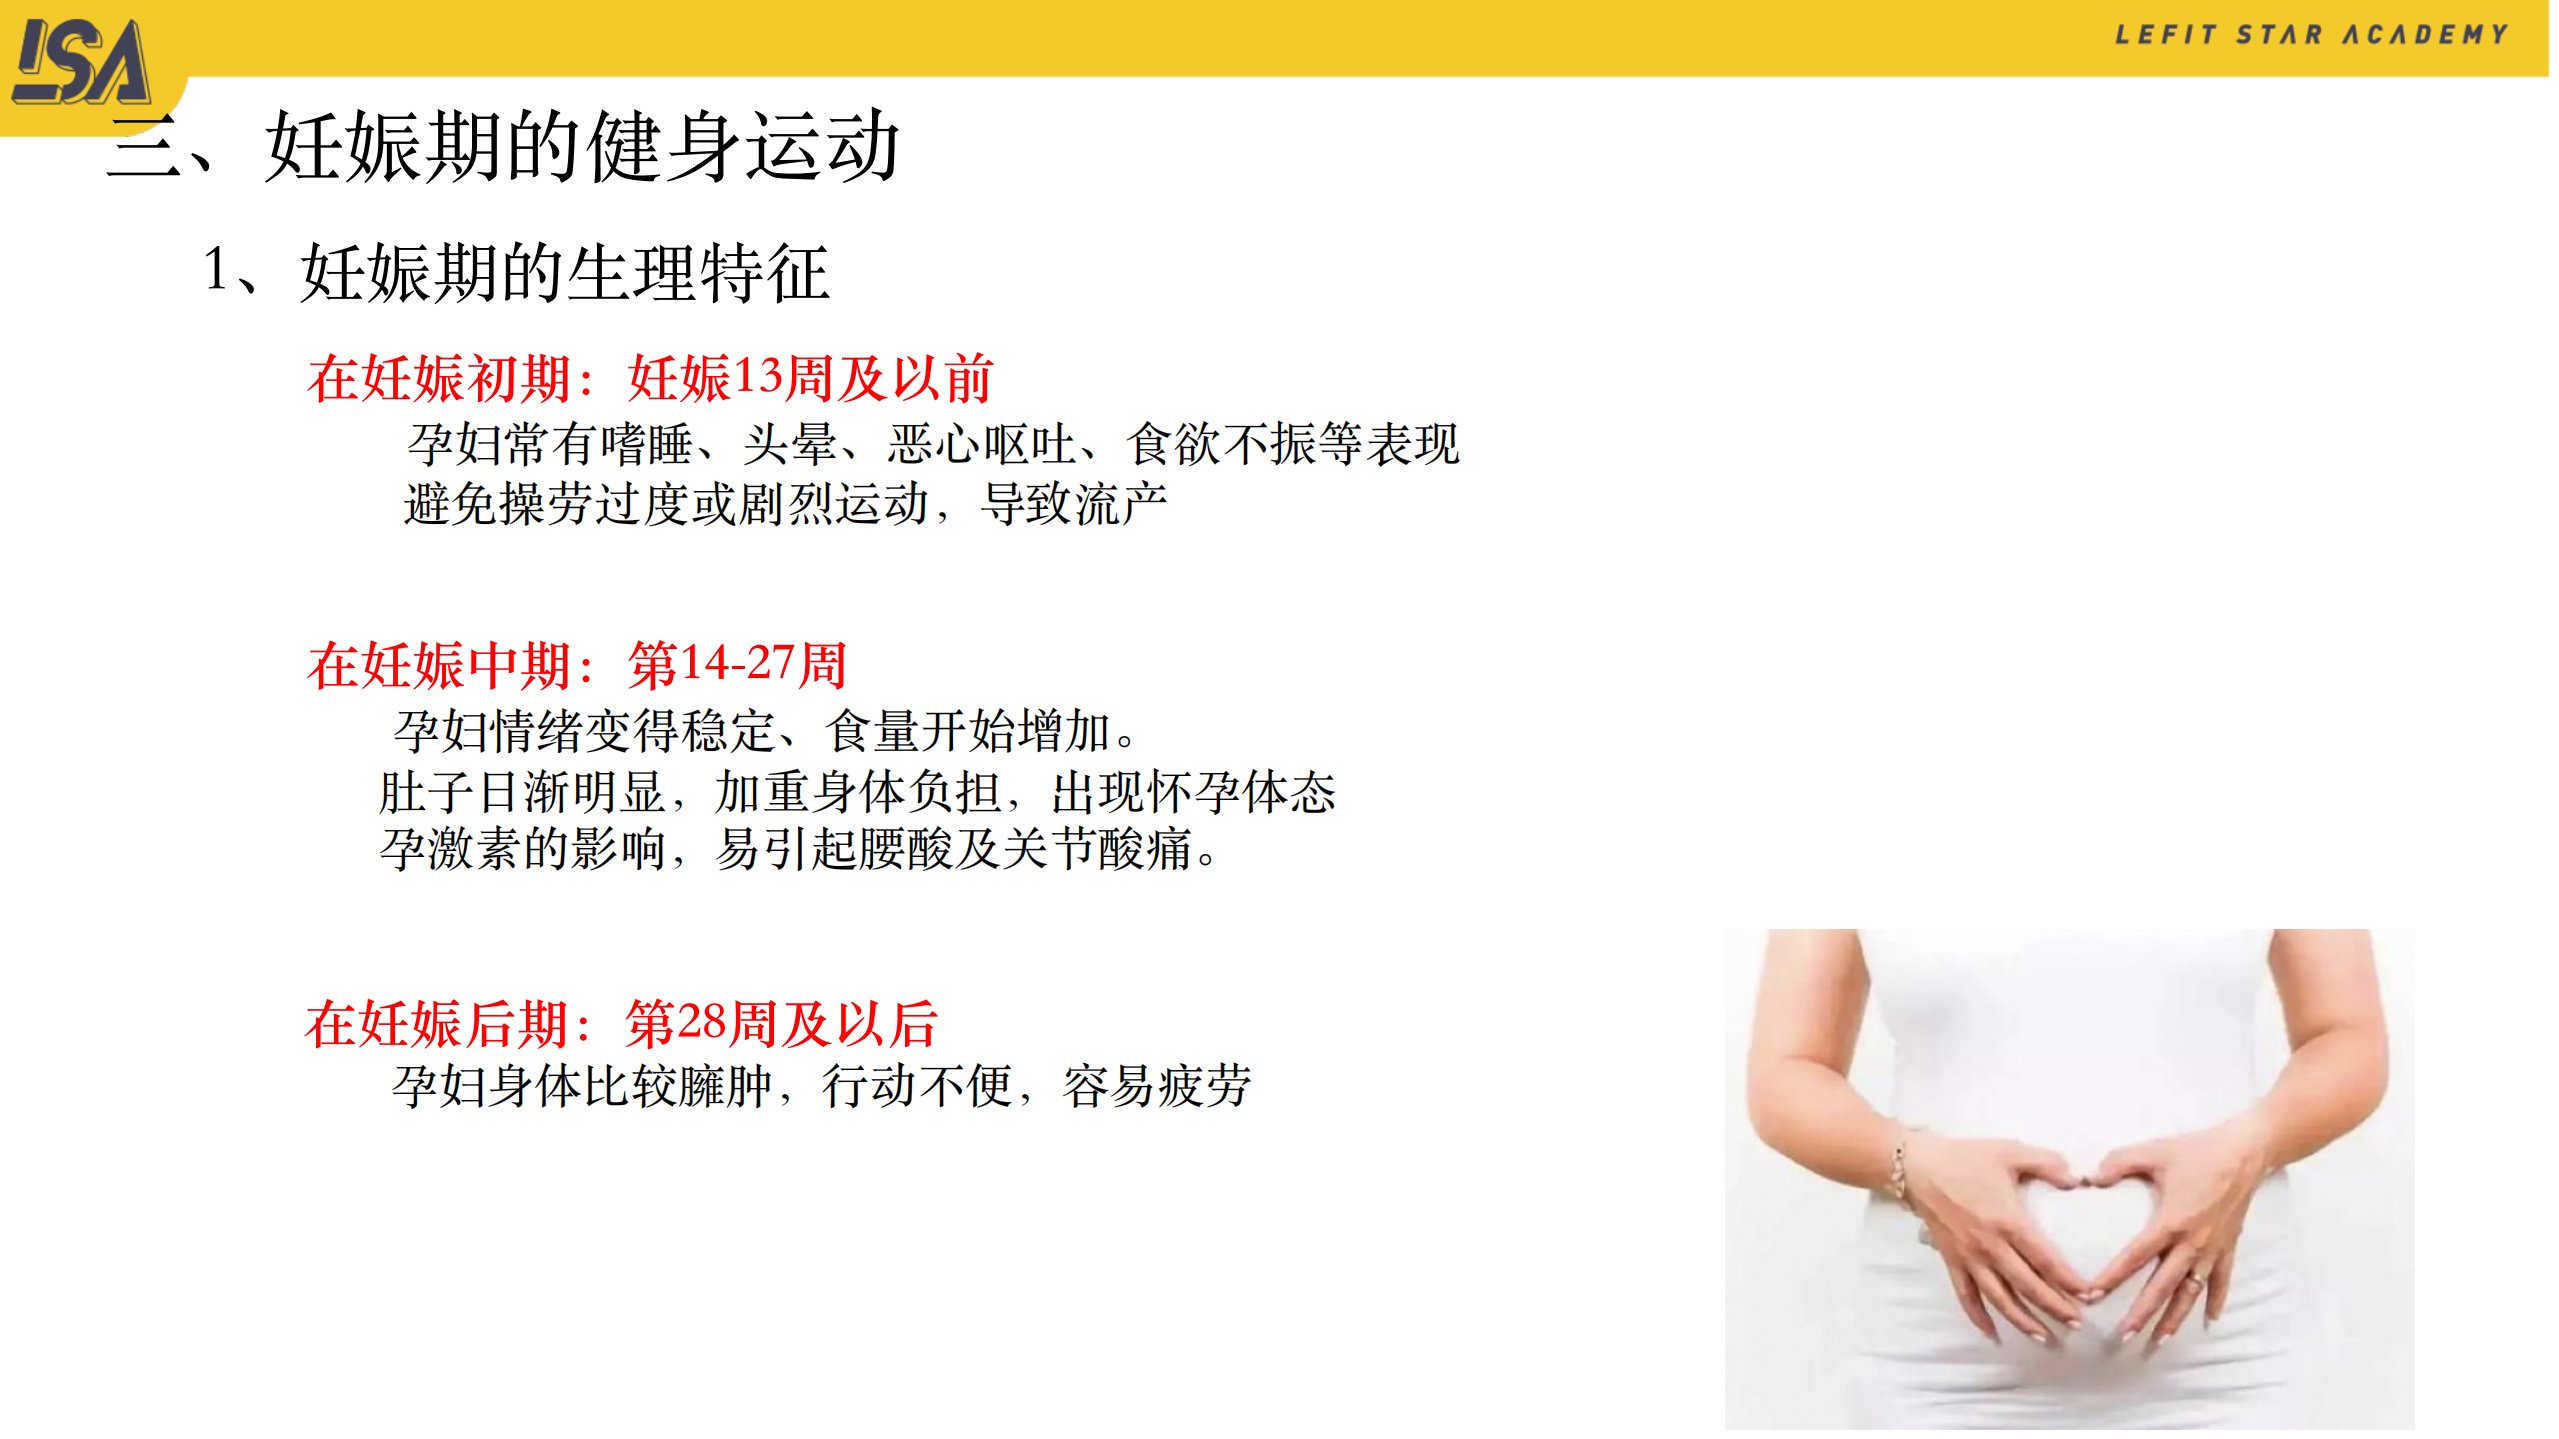 LSA
LEFIT STAR ACADEMY
三、妊娠期的健身运动
1、妊娠期的生理特征
在妊娠初期：妊娠13周及以前
孕妇常有嗜睡、头晕、恶心呕吐、食欲不振等表现
避免操劳过度或剧烈运动，导致流产
在妊娠中期：第14-27周
孕妇情绪变得稳定、食量开始增加。
肚子日渐明显，加重身体负担，出现怀孕体态
孕激素的影响，易引起腰酸及关节酸痛。
在妊娠后期：第28周及以后
孕妇身体比较臃肿，行动不便，容易疲劳